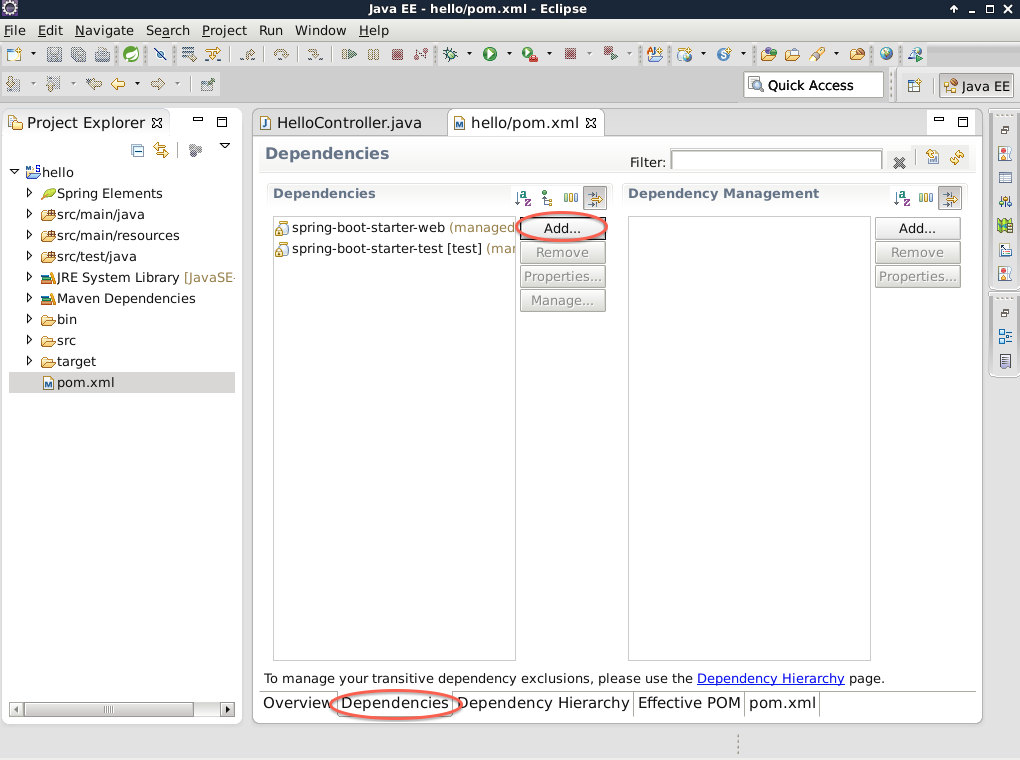 Java EE - hello/pom.xml - Eclipse
File Edit Navigate Search Project Run Window Help
Quick Access
Java EE
Project Explorer
hello
Spring Elements
src/main/java
src/main/resources
src/test/java
JRE System Library [JavaSE-
Maven Dependencies
bin
src
target
pom.xml
HelloController.java
hello/pom.xml
Dependencies
Filter:
Dependencies
spring-boot-starter-web (managed
spring-boot-starter-test [test] (mar
Add...
Remove
Properties...
Manage...
Dependency Management
Add...
Remove
Properties...
To manage your transitive dependency exclusions, please use the Dependency Hierarchy page.
Overview Dependencies Dependency Hierarchy Effective POM pom.xml